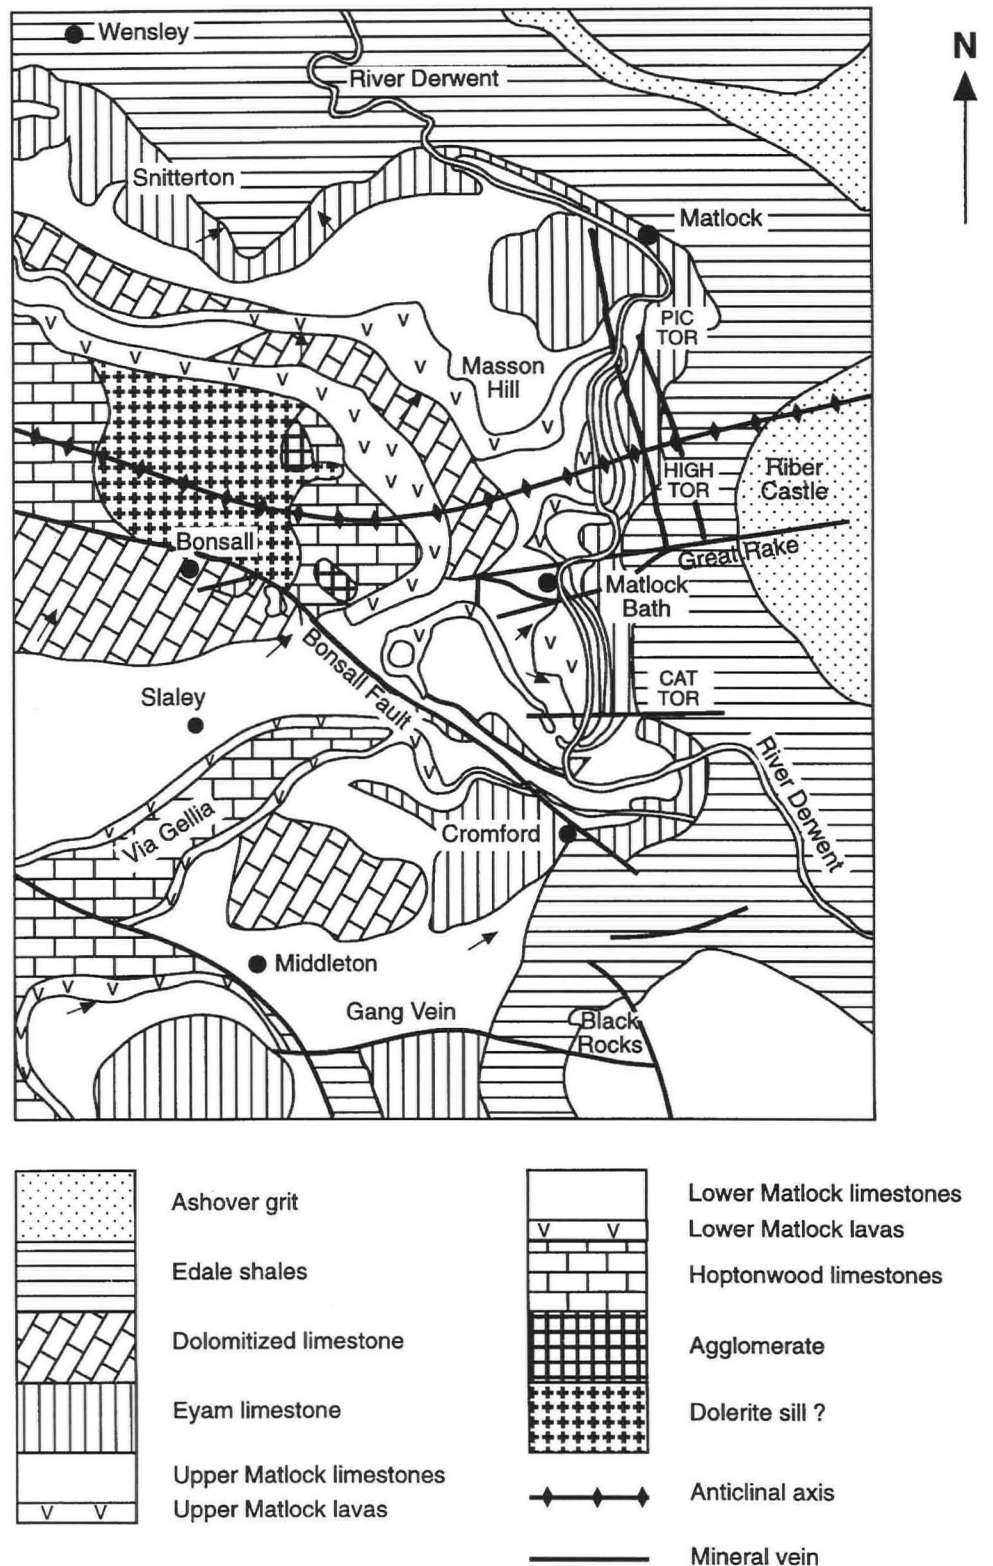 Wensley
N
River Derwent
Snitterton
Matlock
PIC
TOR
Masson
Hill
HIGH
TOR
Riber
Castle
Bonsall
Great Rake
Matlock
Bath
Bonsall Fault
CAT
TOR
Slaley
River Derwent
Via Gellia
Cromford
Middleton
Gang Vein
Black
Rocks
Ashover grit
Edale shales
Dolomitized limestone
Eyam limestone
Upper Matlock limestones
Upper Matlock lavas
Lower Matlock limestones
Lower Matlock lavas
Hoptonwood limestones
Agglomerate
Dolerite sill ?
Anticlinal axis
Mineral vein